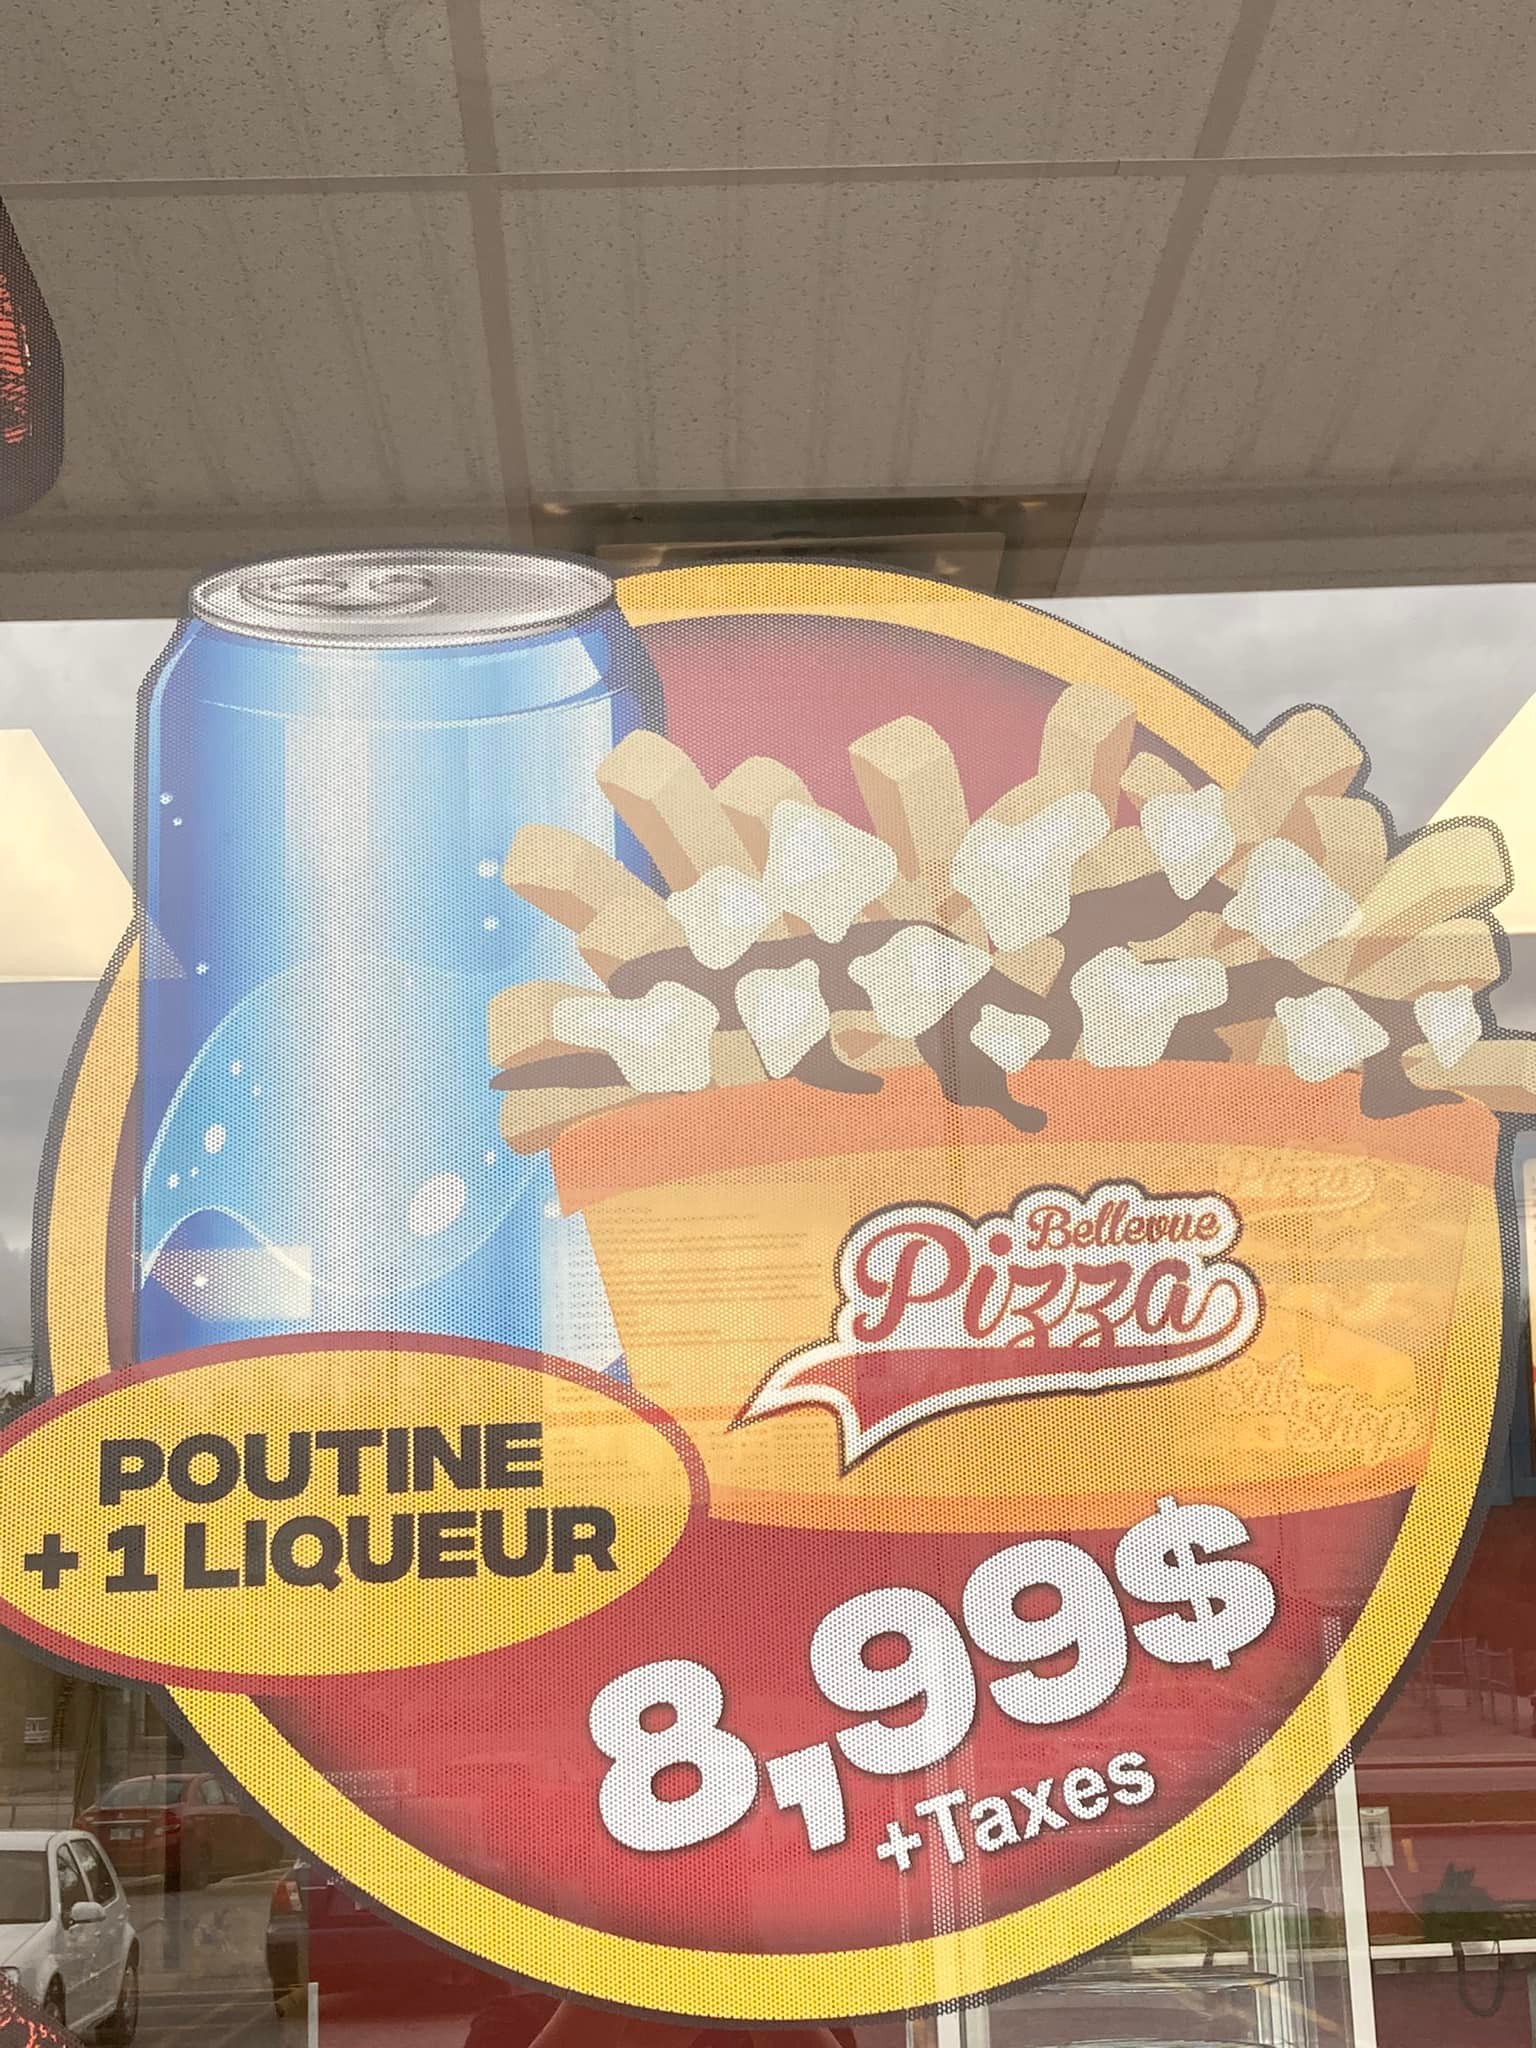 Bellevue
Pizza
POUTINE
+ 1 LIQUEUR
8,99$
+Taxes